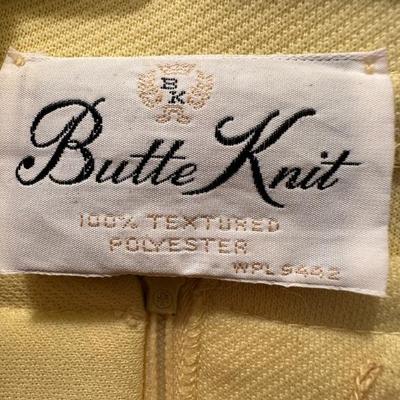 BK
Butte Knit
100% TEXTURED
POLYESTER
WPL 9442